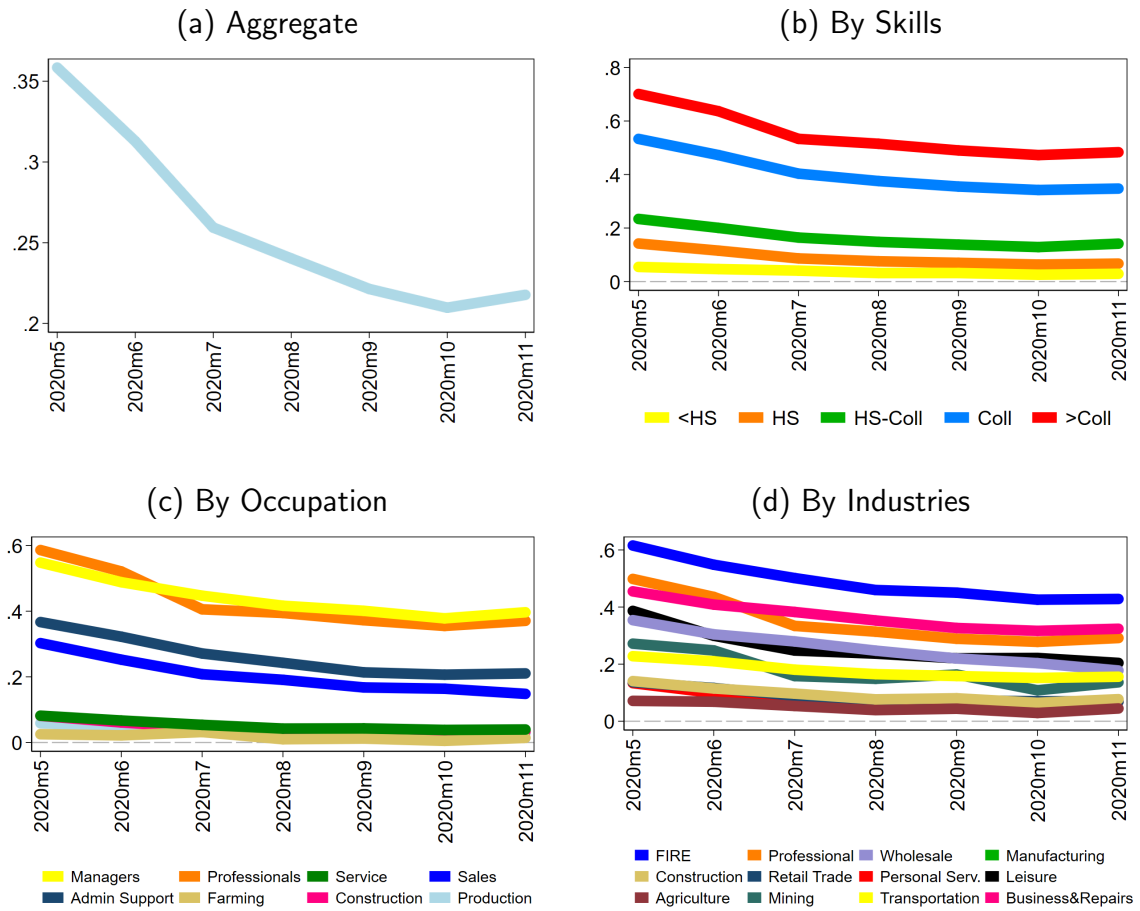 (a) Aggregate
.35
.3
.25
.2
2020m5
2020m6
2020m7
2020m8
2020m9
2020m10
2020m11
(b) By Skills
.8
.6
.4
.2
0
2020m5
2020m6
2020m7
2020m8
2020m9
2020m10
2020m11
<HS HS HS-Coll Coll >Coll
(c) By Occupation
.6
.4
.2
0
2020m5
2020m6
2020m7
2020m8
2020m9
2020m10
2020m11
Managers Professionals Service Sales
Admin Support Farming Construction Production
(d) By Industries
.6
.4
.2
0
2020m5
2020m6
2020m7
2020m8
2020m9
2020m10
2020m11
FIRE Professional Wholesale Manufacturing
Construction Retail Trade Personal Serv. Leisure
Agriculture Mining Transportation Business&Repairs